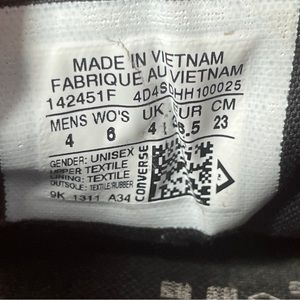 MADE IN VIETNAM
FABRIQUE AU VIETNAM
142451F
MENS WO'S UK CM
4 6 4 23
GENDER: UNISEX
UPPER: TEXTILE
LINING: TEXTILE
OUTSOLE: TEXTILE/RUBBER
9K 1311 A34
CONVERSE